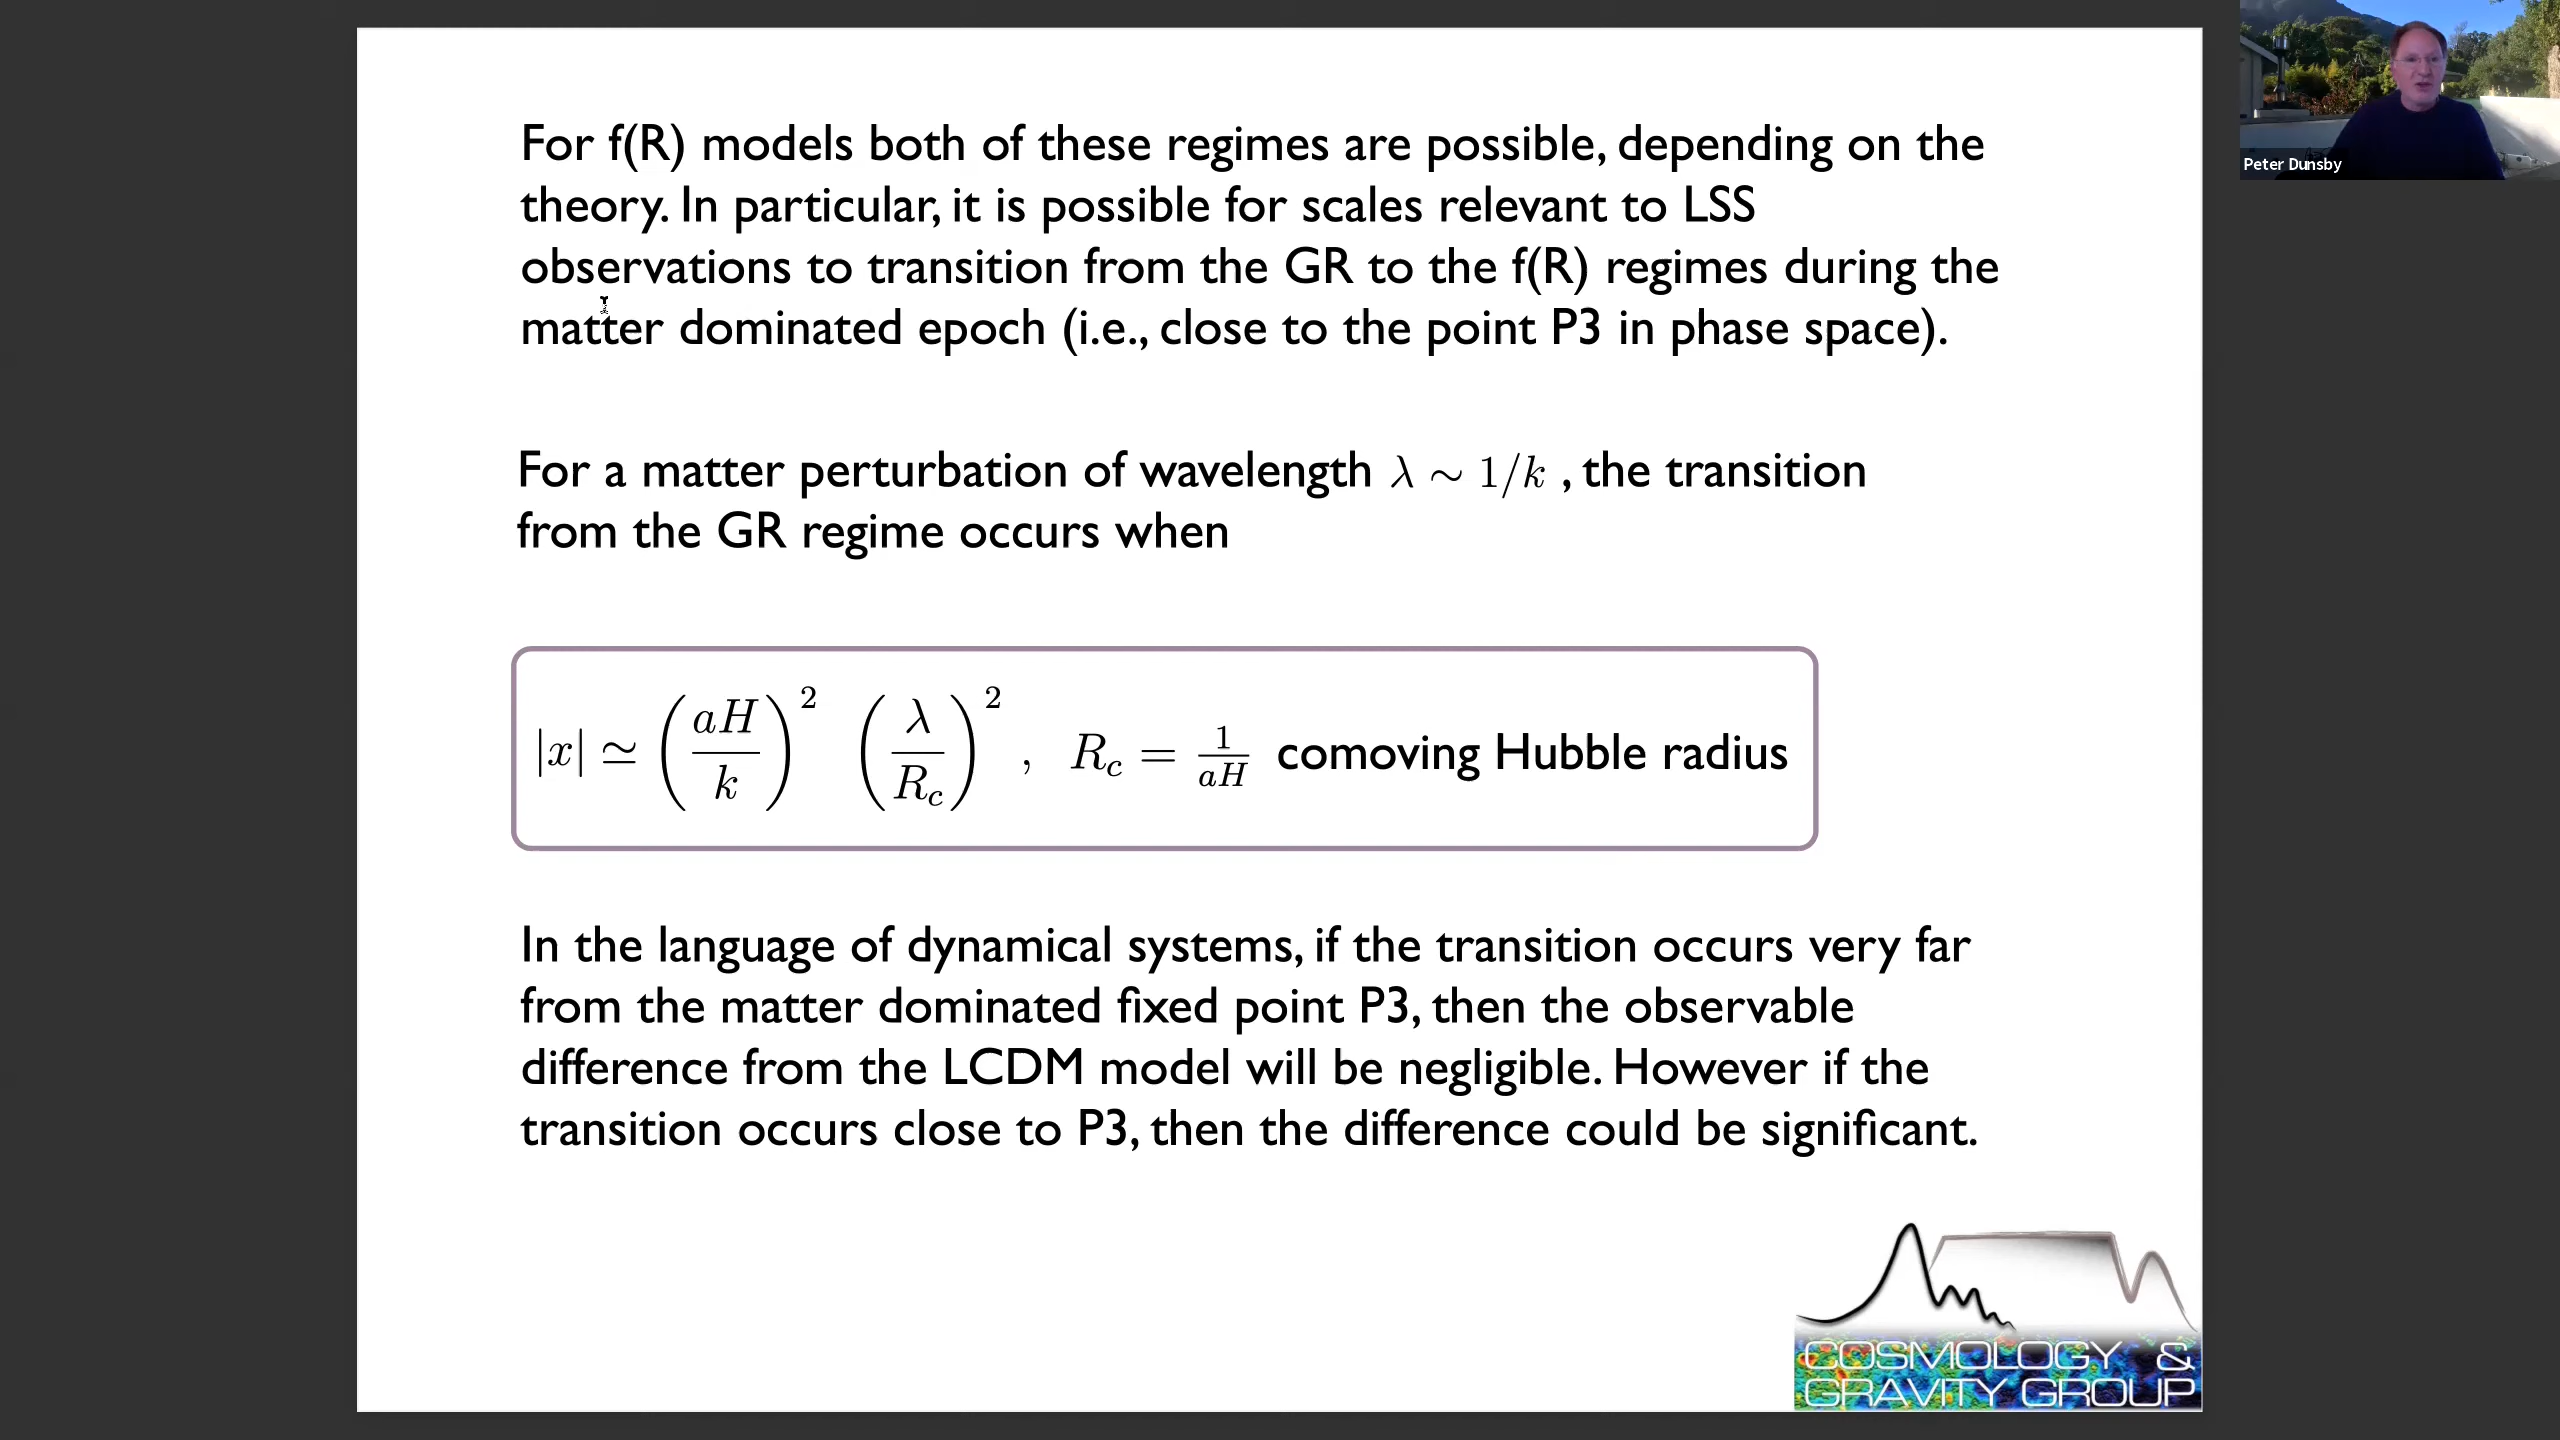 For f(R) models both of these regimes are possible, depending on the
theory. In particular, it is possible for scales relevant to LSS
observations to transition from the GR to the f(R) regimes during the
matter dominated epoch (i.e., close to the point P3 in phase space).
For a matter perturbation of wavelength λ ∼ 1/k , the transition
from the GR regime occurs when
|x| ≃ (aH/k)² (λ/R_c)² , R_c = 1/aH comoving Hubble radius
In the language of dynamical systems, if the transition occurs very far
from the matter dominated fixed point P3, then the observable
difference from the LCDM model will be negligible. However if the
transition occurs close to P3, then the difference could be significant.
COSMOLOGY &
GRAVITY GROUP
Peter Dunsby